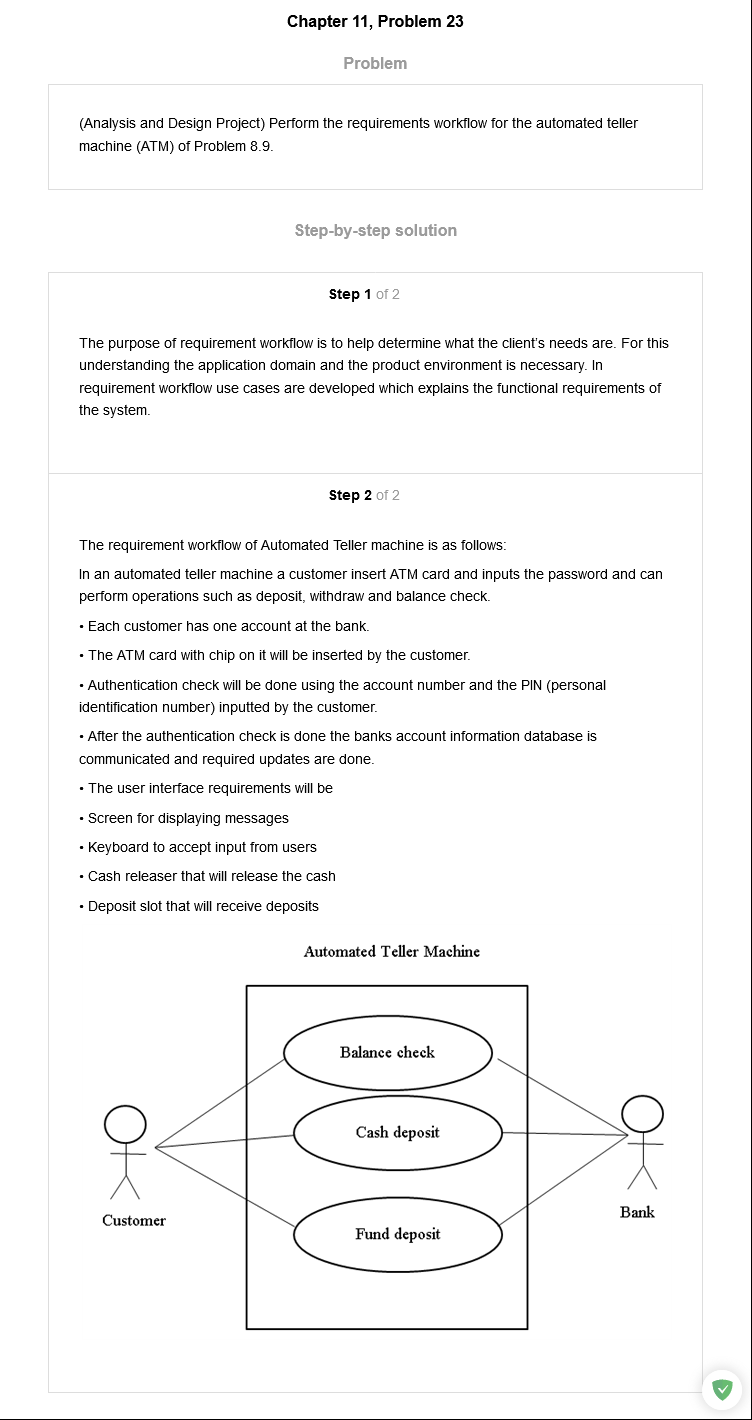 Chapter 11, Problem 23
Problem
(Analysis and Design Project) Perform the requirements workflow for the automated teller
machine (ATM) of Problem 8.9.
Step-by-step solution
Step 1 of 2
The purpose of requirement workflow is to help determine what the client's needs are. For this
understanding the application domain and the product environment is necessary. In
requirement workflow use cases are developed which explains the functional requirements of
the system.
Step 2 of 2
The requirement workflow of Automated Teller machine is as follows:
In an automated teller machine a customer insert ATM card and inputs the password and can
perform operations such as deposit, withdraw and balance check.
• Each customer has one account at the bank.
• The ATM card with chip on it will be inserted by the customer.
• Authentication check will be done using the account number and the PIN (personal
identification number) inputted by the customer.
• After the authentication check is done the banks account information database is
communicated and required updates are done.
• The user interface requirements will be
• Screen for displaying messages
• Keyboard to accept input from users
• Cash releaser that will release the cash
• Deposit slot that will receive deposits
Automated Teller Machine
Balance check
Cash deposit
Fund deposit
Customer
Bank